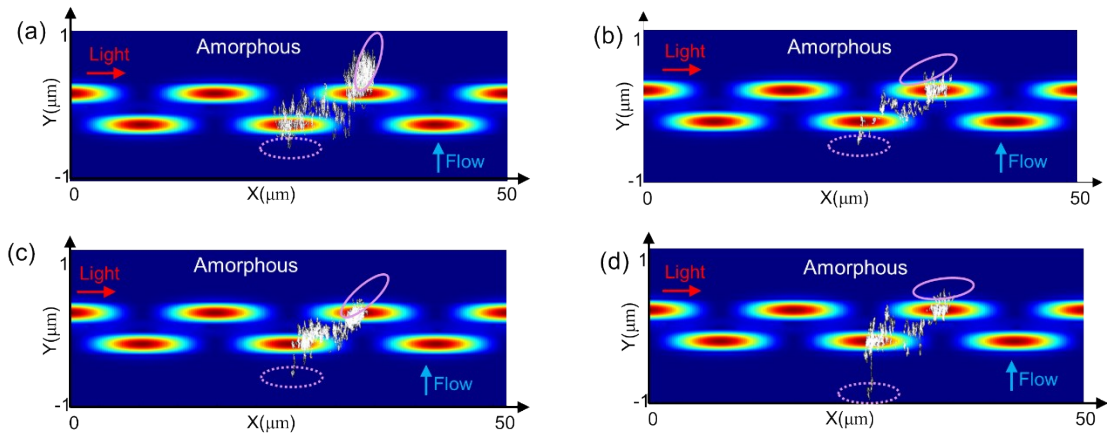 (a)
1
Light
Amorphous
Y(μm)
Flow
-1
0
X(μm)
50
(b)
1
Light
Amorphous
Y(μm)
Flow
-1
0
X(μm)
50
(c)
1
Light
Amorphous
Y(μm)
Flow
-1
0
X(μm)
50
(d)
1
Light
Amorphous
Y(μm)
Flow
-1
0
X(μm)
50